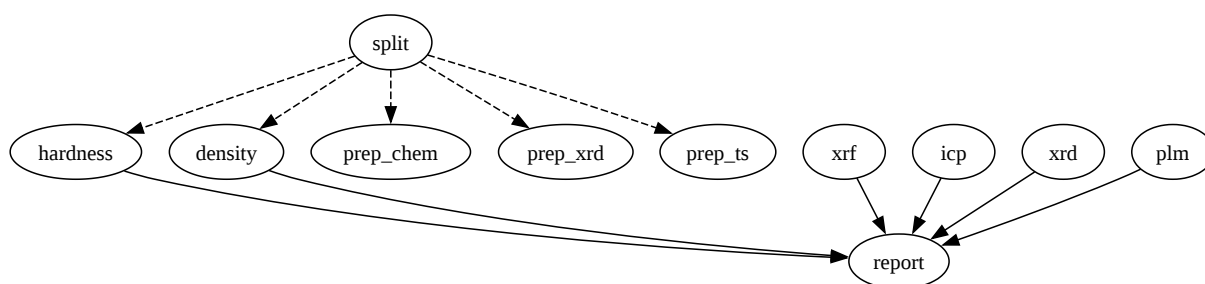 split
hardness
density
prep_chem
prep_xrd
prep_ts
xrf
icp
xrd
plm
report